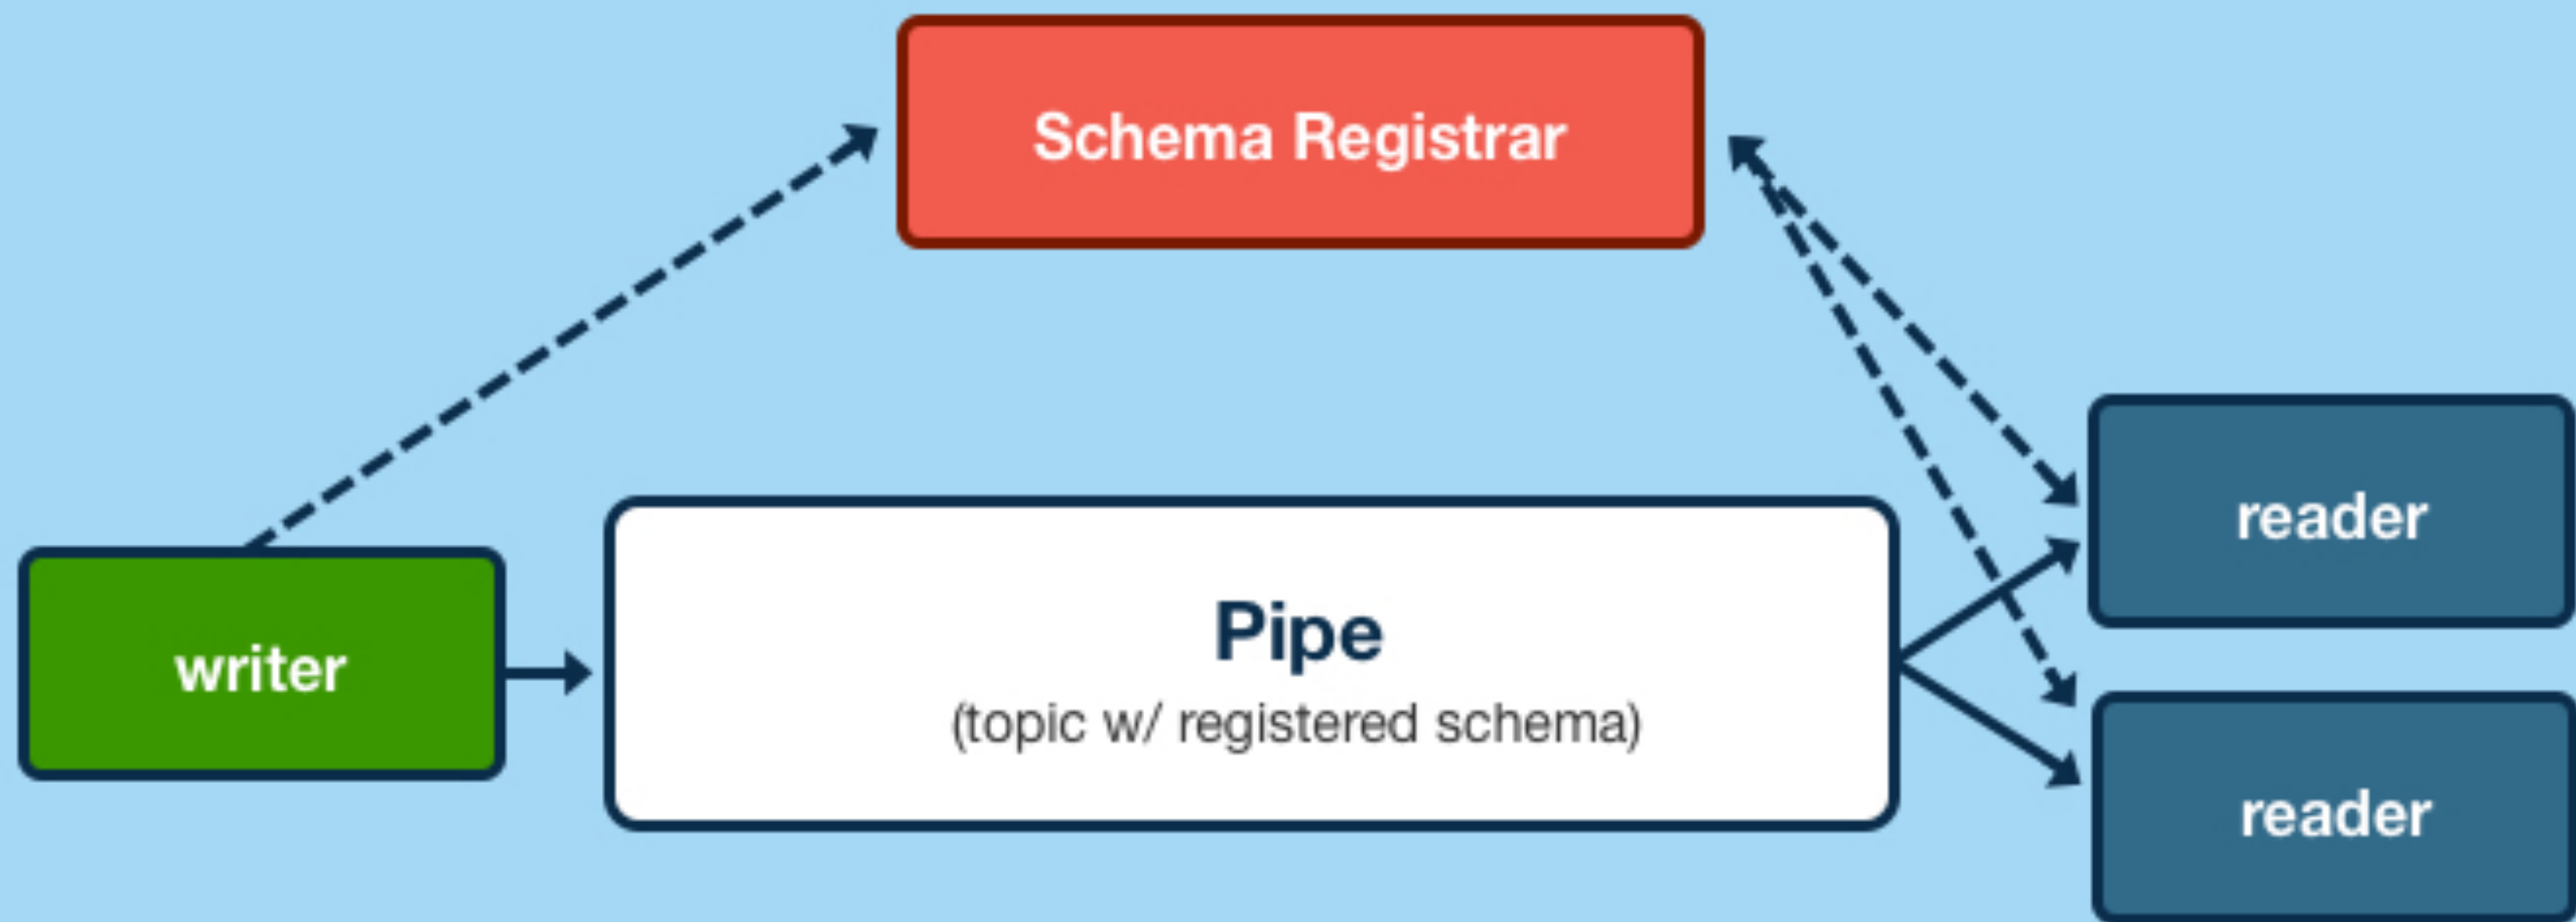 Schema Registrar
writer
Pipe
(topic w/ registered schema)
reader
reader